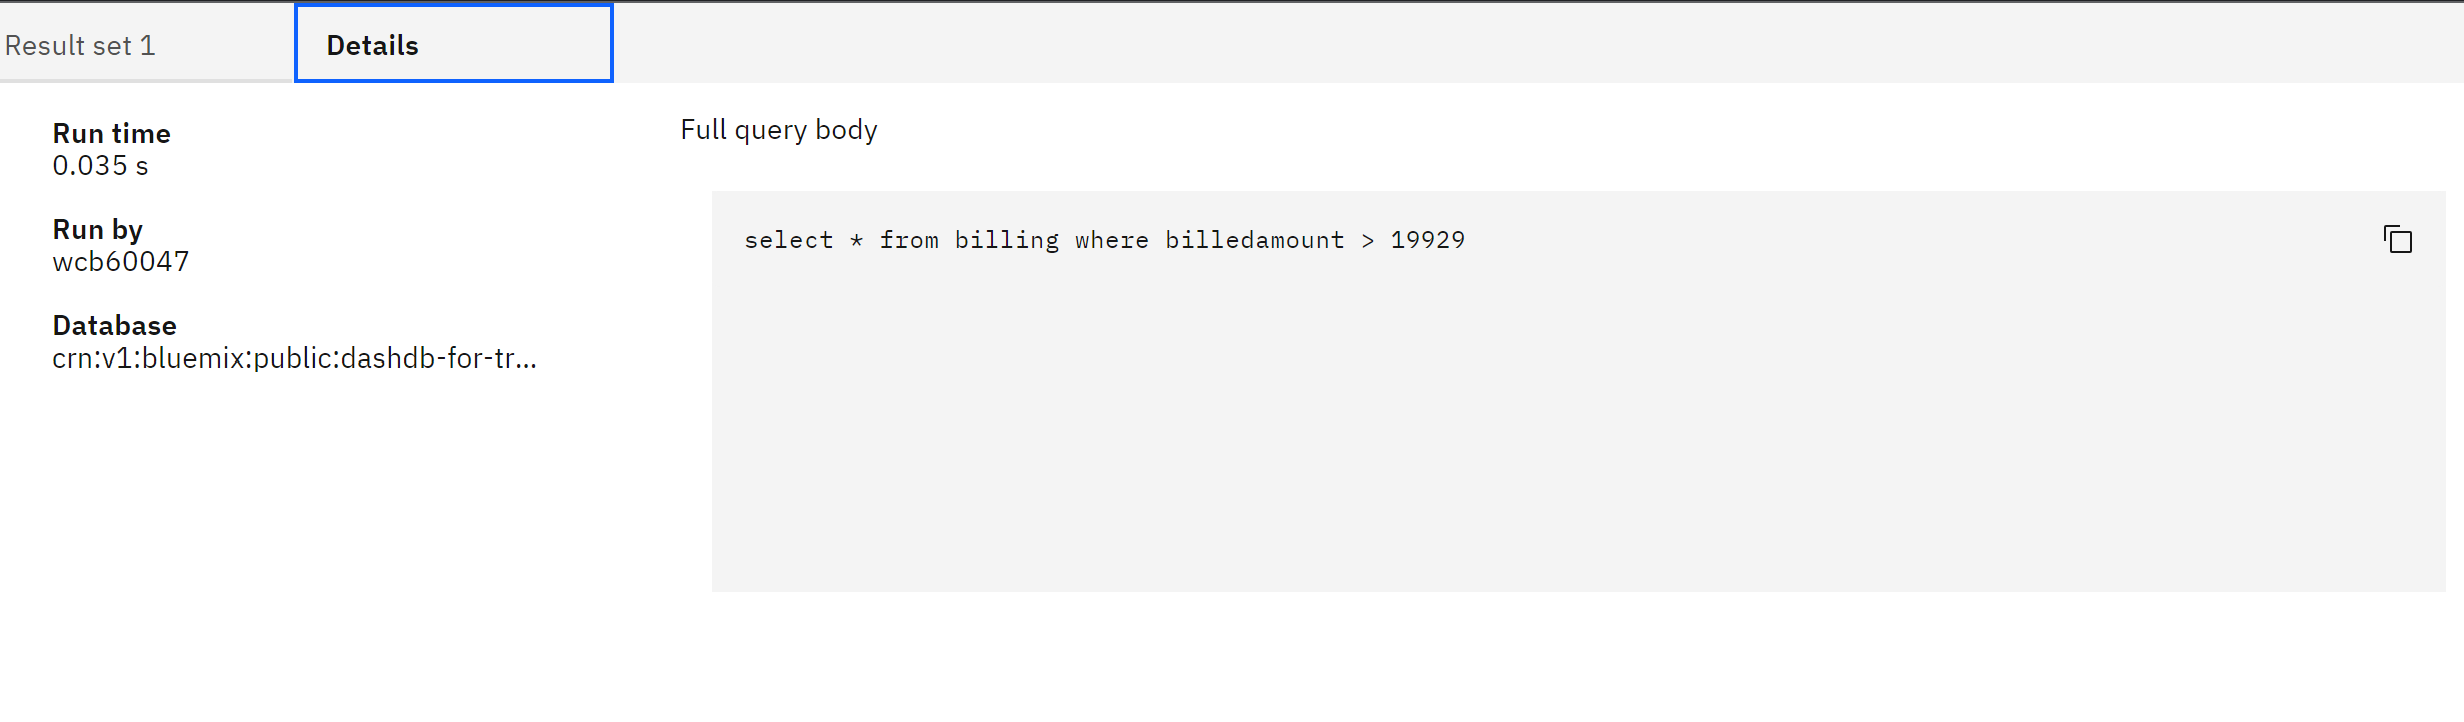 Result set 1
Details
Run time
0.035 s
Run by
wcb60047
Database
crn:v1:bluemix:public:dashdb-for-tr...
Full query body
select * from billing where billedamount > 19929